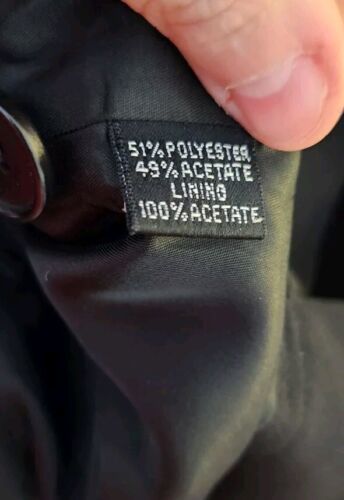 51% POLYESTER
49% ACETATE
LINING
100% ACETATE